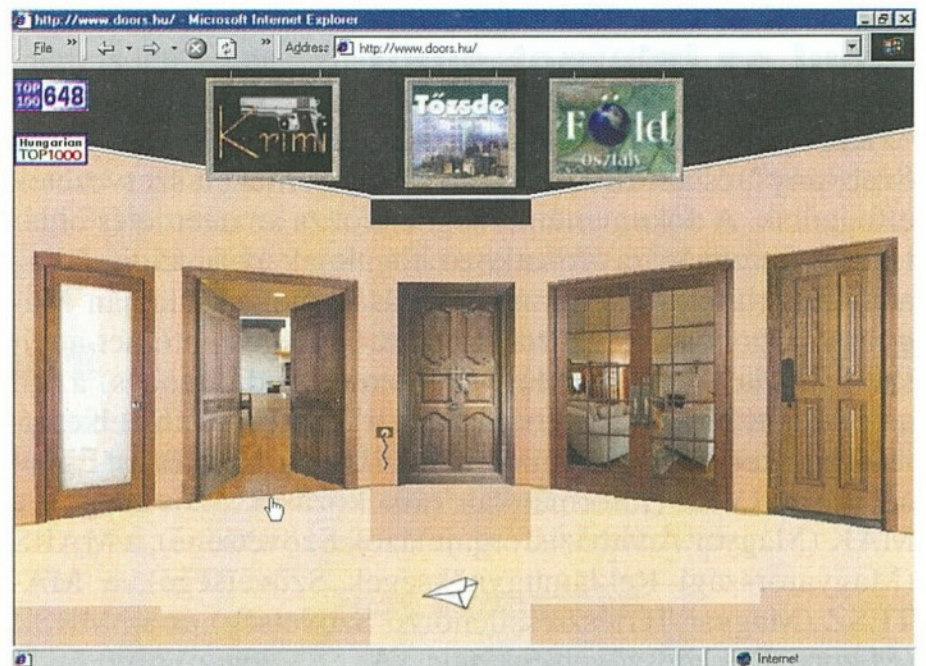 http://www.doors.hu/ - Microsoft Internet Explorer
File » » Address http://www.doors.hu/
TOP 100 648
Hungarian
TOP1000
Krimi
Tőzsde
Föld
osztály
Internet